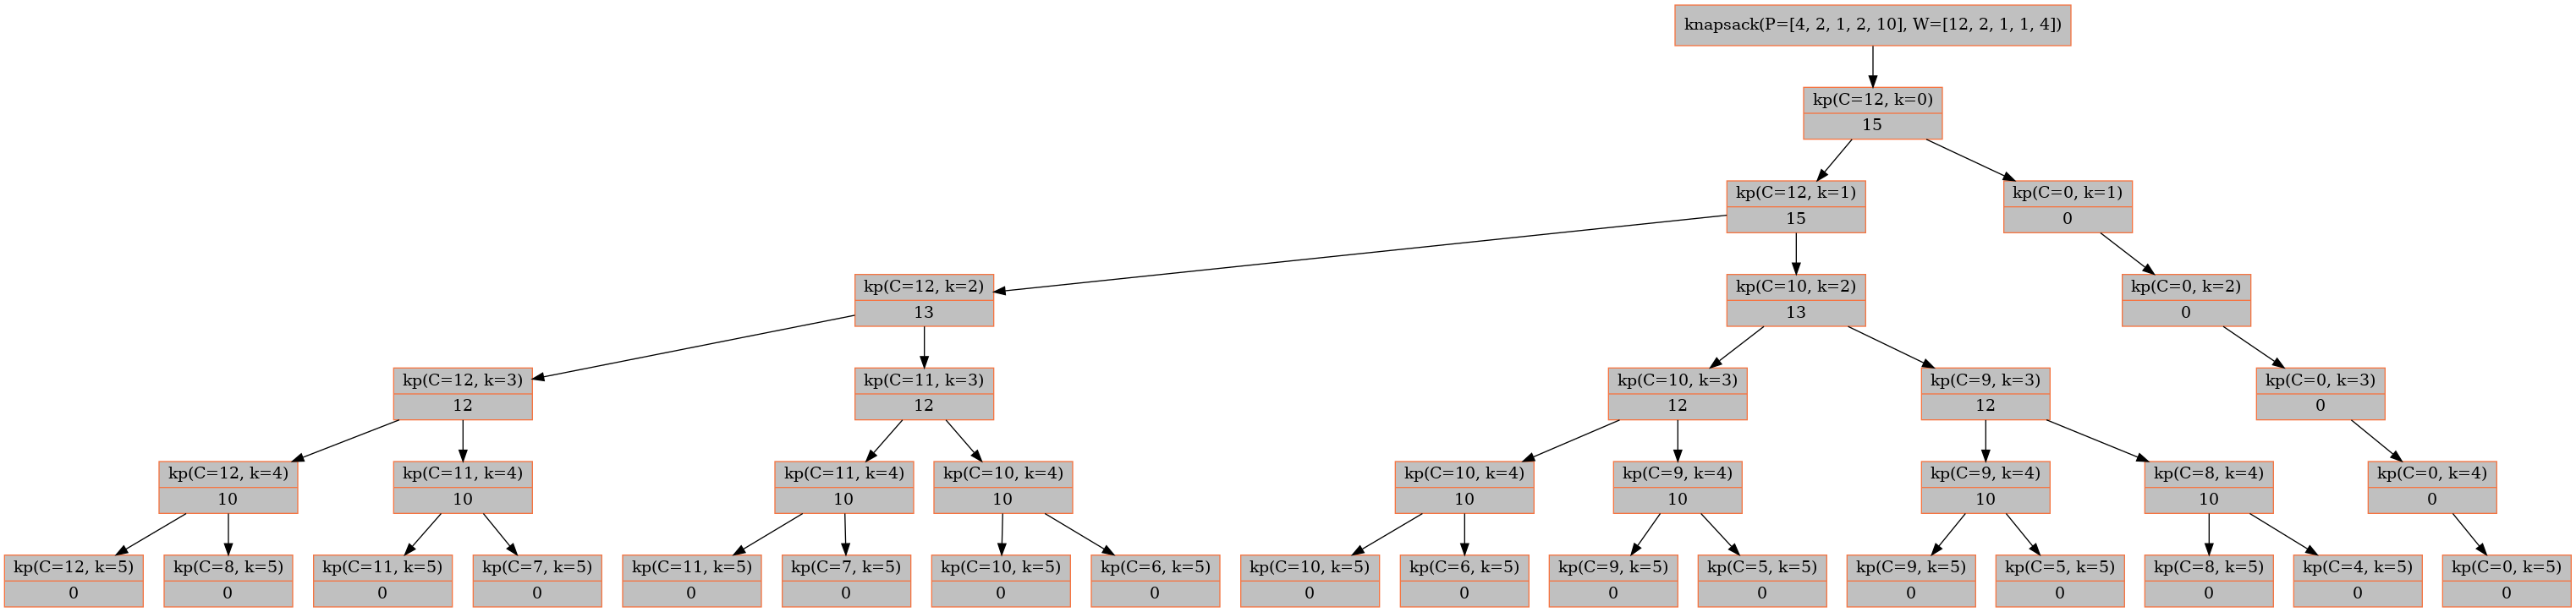 knapsack(P=[4, 2, 1, 2, 10], W=[12, 2, 1, 1, 4])
kp(C=12, k=0)
15
kp(C=12, k=1)
15
kp(C=0, k=1)
0
kp(C=12, k=2)
13
kp(C=10, k=2)
13
kp(C=0, k=2)
0
kp(C=12, k=3)
12
kp(C=11, k=3)
12
kp(C=10, k=3)
12
kp(C=9, k=3)
12
kp(C=0, k=3)
0
kp(C=12, k=4)
10
kp(C=11, k=4)
10
kp(C=11, k=4)
10
kp(C=10, k=4)
10
kp(C=10, k=4)
10
kp(C=9, k=4)
10
kp(C=9, k=4)
10
kp(C=8, k=4)
10
kp(C=0, k=4)
0
kp(C=12, k=5)
0
kp(C=8, k=5)
0
kp(C=11, k=5)
0
kp(C=7, k=5)
0
kp(C=11, k=5)
0
kp(C=7, k=5)
0
kp(C=10, k=5)
0
kp(C=6, k=5)
0
kp(C=10, k=5)
0
kp(C=6, k=5)
0
kp(C=9, k=5)
0
kp(C=5, k=5)
0
kp(C=9, k=5)
0
kp(C=5, k=5)
0
kp(C=8, k=5)
0
kp(C=4, k=5)
0
kp(C=0, k=5)
0